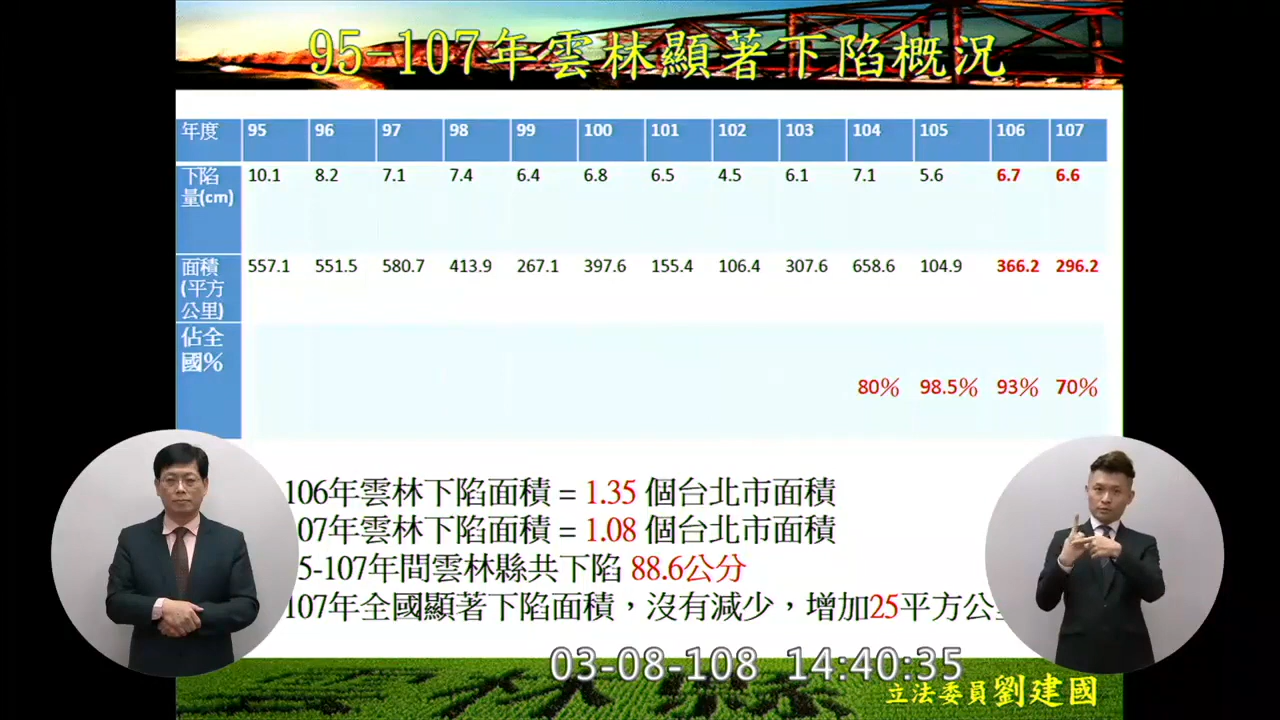 95-107年雲林顯著下陷概況
年度 95 96 97 98 99 100 101 102 103 104 105 106 107
下陷量(cm) 10.1 8.2 7.1 7.4 6.4 6.8 6.5 4.5 6.1 7.1 5.6 6.7 6.6
面積(平方公里) 557.1 551.5 580.7 413.9 267.1 397.6 155.4 106.4 307.6 658.6 104.9 366.2 296.2
佔全國% 80% 98.5% 93% 70%
106年雲林下陷面積 = 1.35 個台北市面積
07年雲林下陷面積 = 1.08 個台北市面積
5-107年間雲林縣共下陷 88.6公分
107年全國顯著下陷面積，沒有減少，增加25平方公
03-08-108 14:40:35
立法委員劉建國